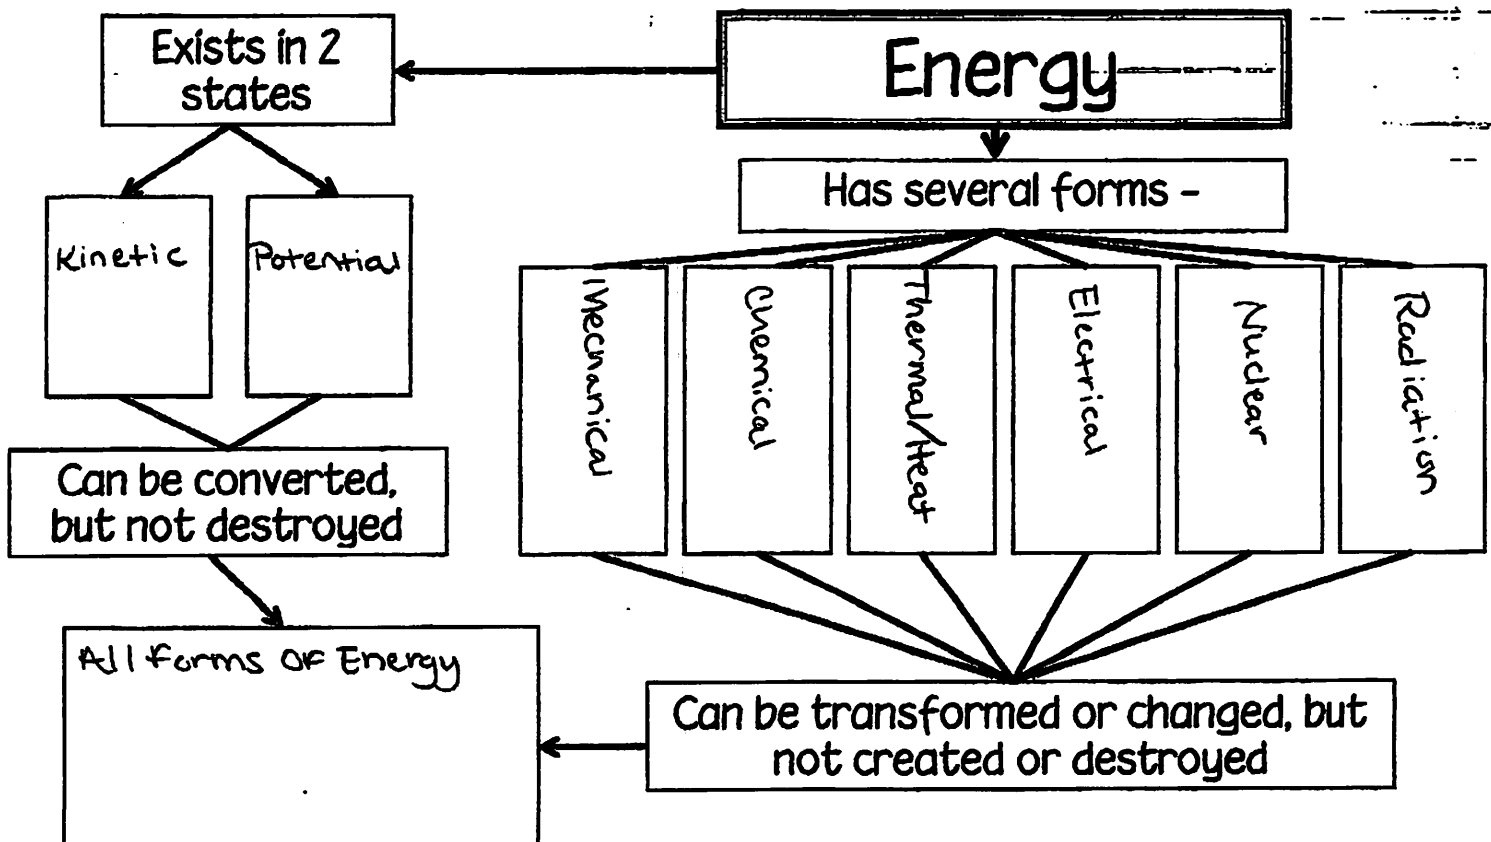 Energy
Exists in 2
states
Kinetic
Potential
Can be converted,
but not destroyed
Has several forms –
Mechanical
Chemical
Thermal/Heat
Electrical
Nuclear
Radiation
Can be transformed or changed, but
not created or destroyed
All forms of Energy